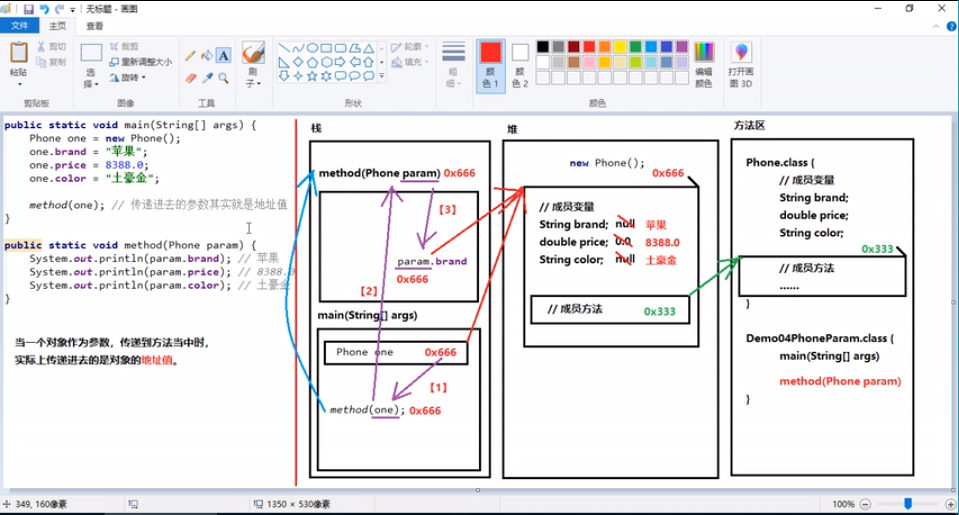 无标题 - 画图
文件
主页
查看
粘贴
剪切
复制
剪贴板
选择
裁剪
重新调整大小
旋转
图像
A
工具
刷子
形状
轮廓
填充
粗细
颜色 1
颜色 2
颜色
编辑颜色
打开画图 3D
public static void main(String[] args) {
Phone one = new Phone();
one.brand = "苹果";
one.price = 8388.0;
one.color = "土豪金";
method(one); // 传递进去的参数其实就是地址值
}
public static void method(Phone param) {
System.out.println(param.brand); // 苹果
System.out.println(param.price); // 8388.0
System.out.println(param.color); // 土豪金
}
当一个对象作为参数，传递到方法当中时，
实际上传递进去的是对象的地址值。
栈
method(Phone param) 0x666
【3】
param.brand
0x666
【2】
main(String[] args)
Phone one 0x666
【1】
method(one); 0x666
堆
new Phone();
0x666
// 成员变量
String brand; null 苹果
double price; 0.0 8388.0
String color; null 土豪金
// 成员方法 0x333
方法区
Phone.class {
// 成员变量
String brand;
double price;
String color;
0x333
// 成员方法
......
}
Demo04PhoneParam.class {
main(String[] args)
method(Phone param)
}
349, 160像素
1350 × 530像素
100%